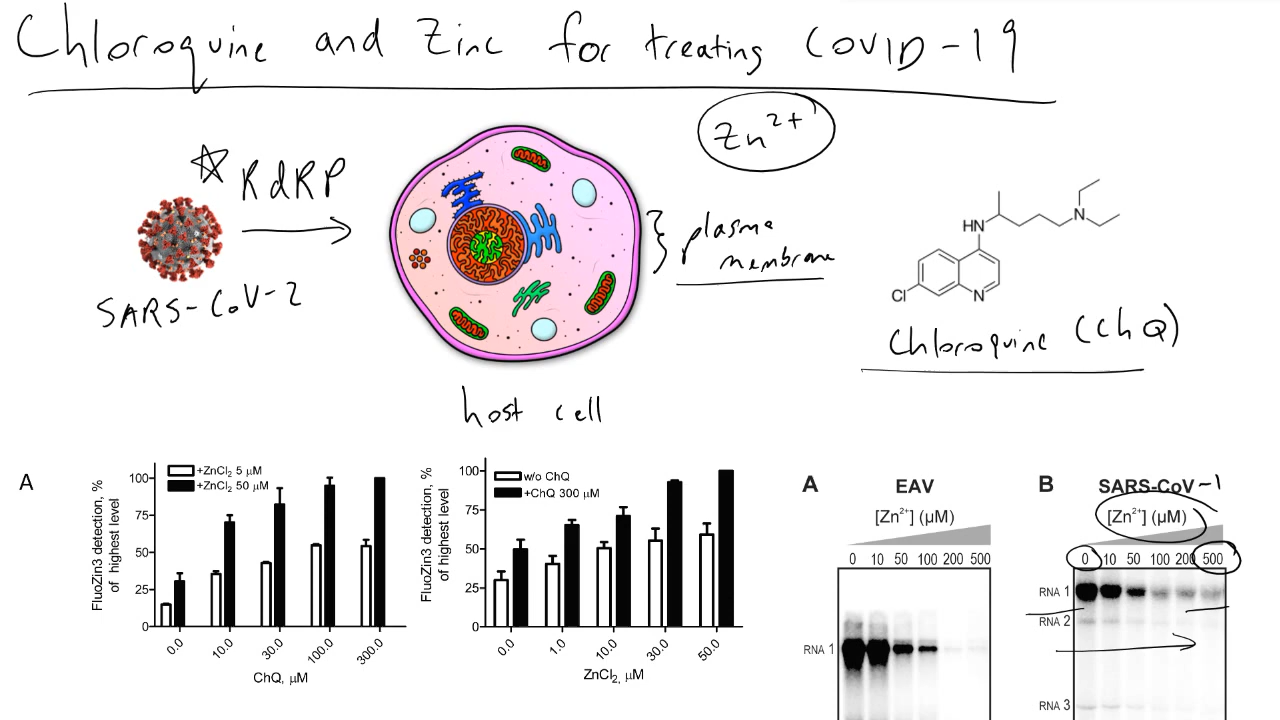 Chloroquine and Zinc for treating COVID-19
Zn2+
RdRP
plasma
membrane
SARS-CoV-2
HN
N
Cl
N
Chloroquine (ChQ)
host cell
A
FluoZin3 detection, %
of highest level
+ZnCl2 5 µM
+ZnCl2 50 µM
100
75
50
25
0
0.0 10.0 30.0 100.0 300.0
ChQ, µM
FluoZin3 detection, %
of highest level
w/o ChQ
+ChQ 300 µM
100
75
50
25
0
0.0 1.0 10.0 30.0 50.0
ZnCl2, µM
A EAV
[Zn2+] (µM)
0 10 50 100 200 500
RNA 1
B SARS-CoV-1
[Zn2+] (µM)
0 10 50 100 200 500
RNA 1
RNA 2
RNA 3